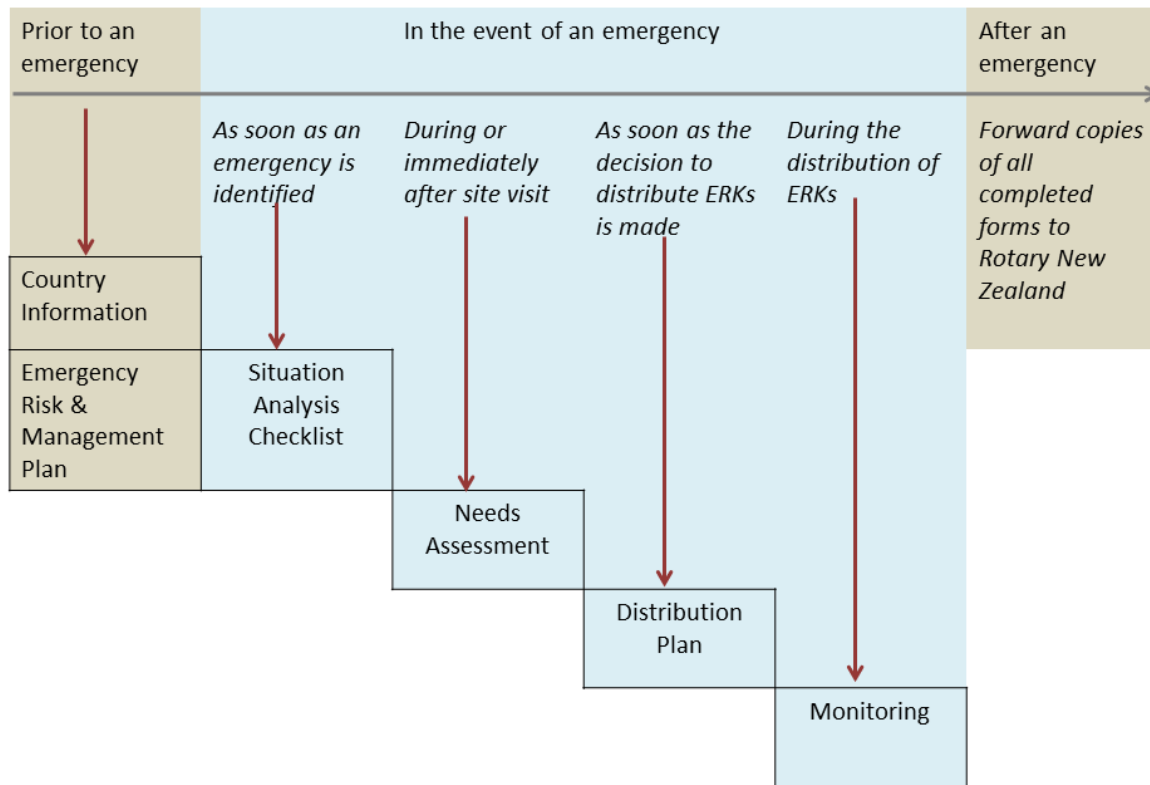 Prior to an
emergency
In the event of an emergency
After an
emergency
As soon as an
emergency is
identified
During or
immediately
after site visit
As soon as the
decision to
distribute ERKs
is made
During the
distribution of
ERKs
Forward copies
of all
completed
forms to
Rotary New
Zealand
Country
Information
Emergency
Risk &
Management
Plan
Situation
Analysis
Checklist
Needs
Assessment
Distribution
Plan
Monitoring